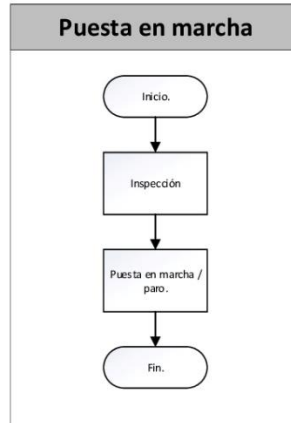 Puesta en marcha
Inicio.
Inspección
Puesta en marcha /
paro.
Fin.